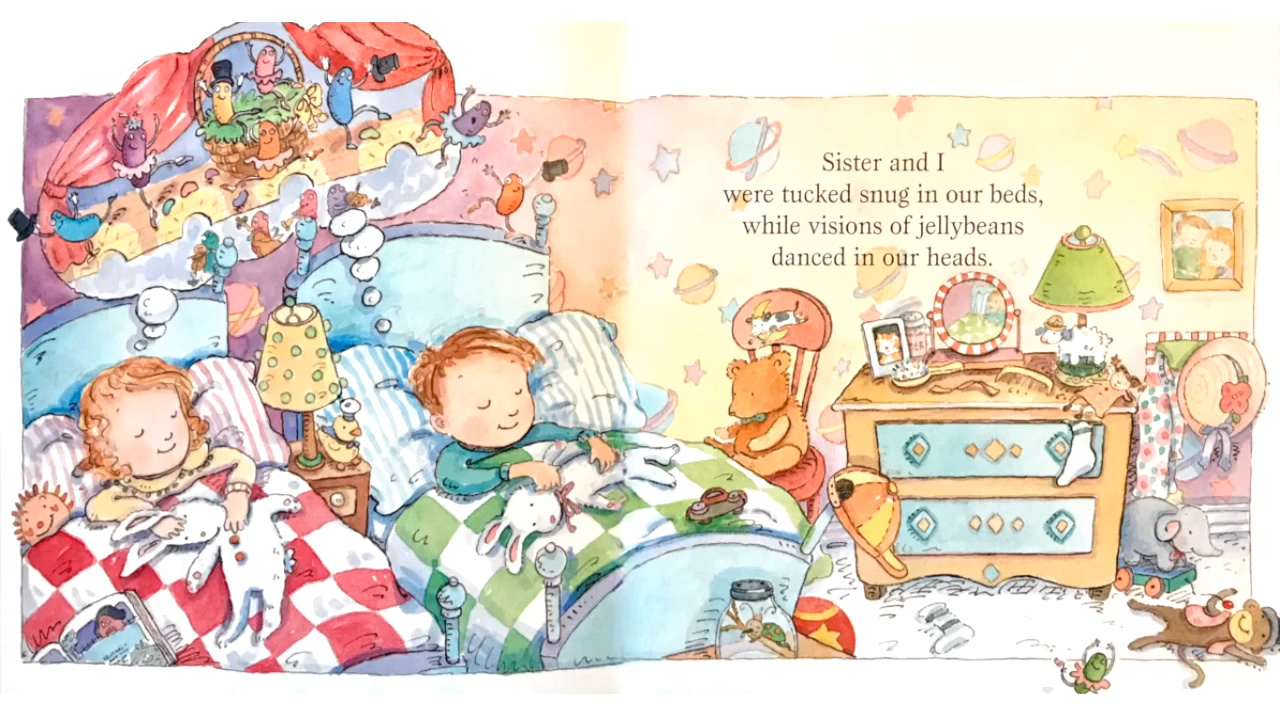 Sister and I
were tucked snug in our beds,
while visions of jellybeans
danced in our heads.